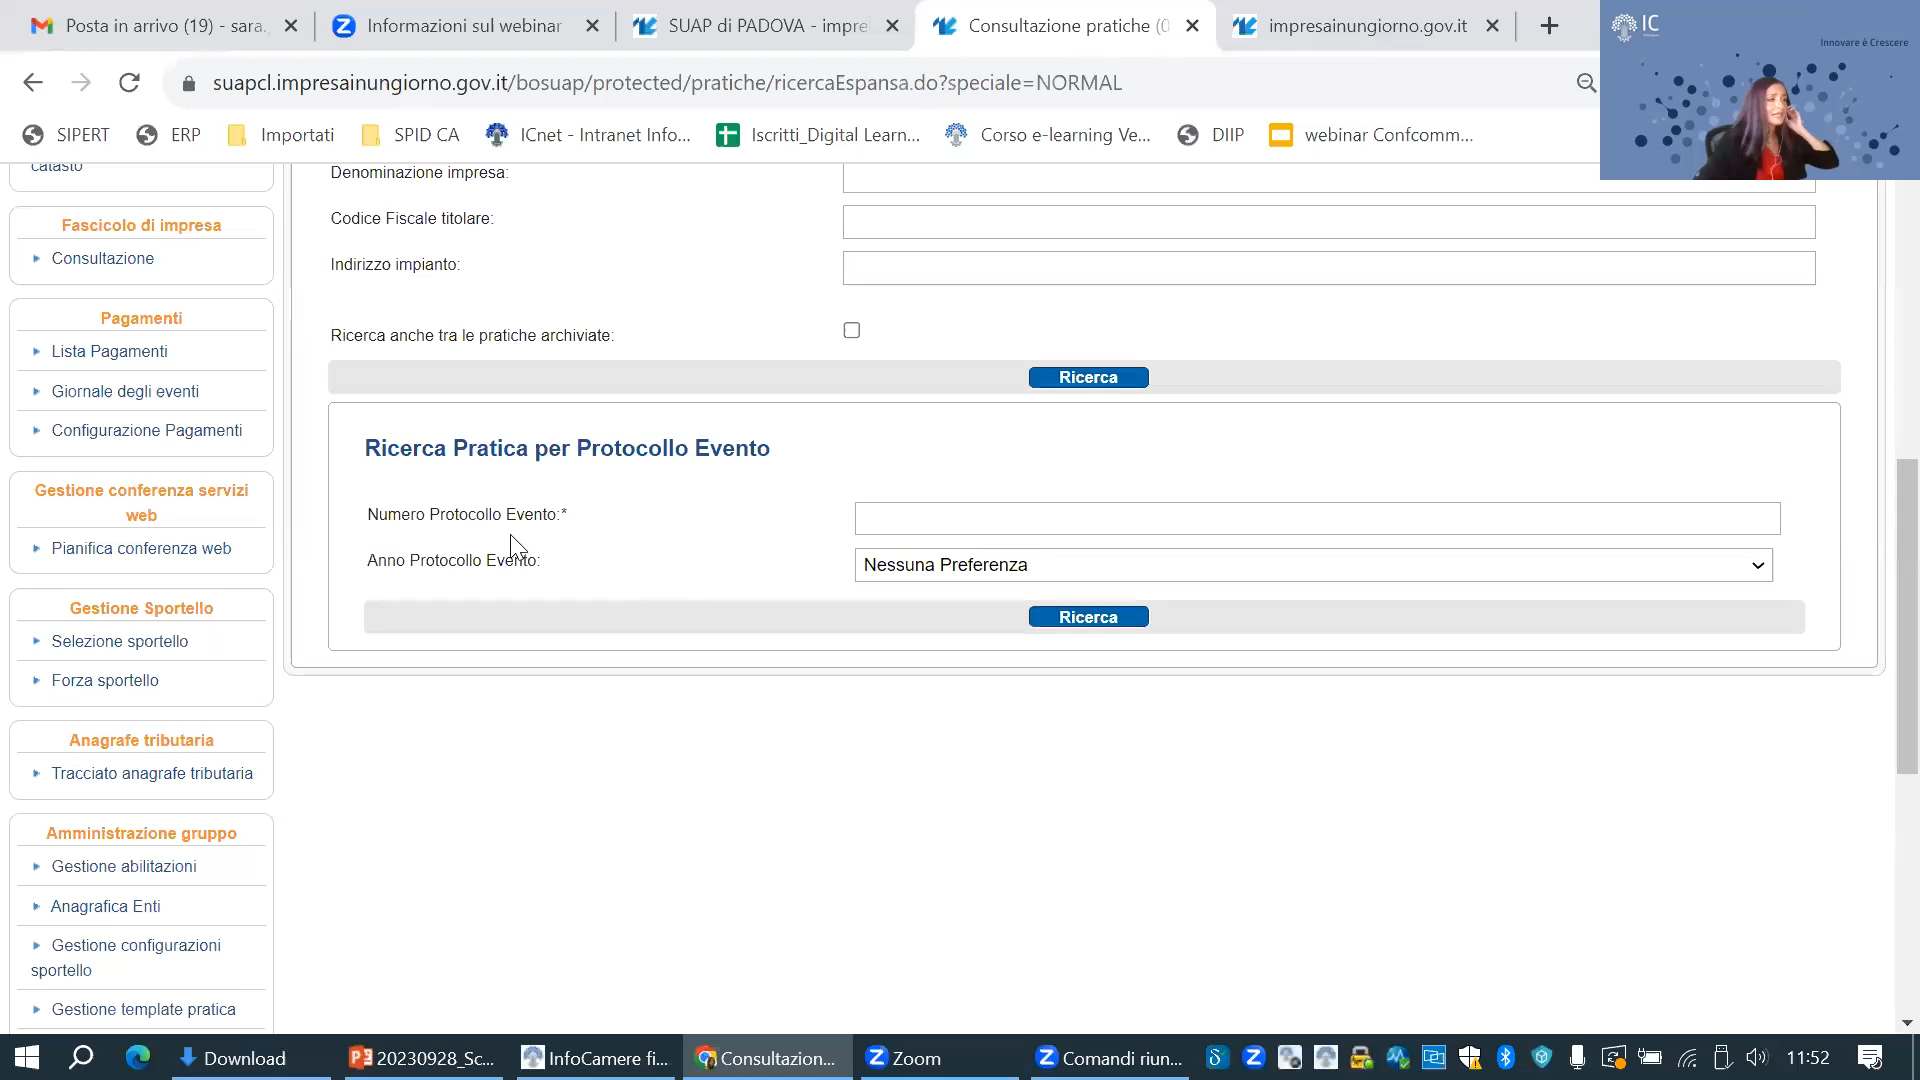 Posta in arrivo (19) - sara.
Informazioni sul webinar
SUAP di PADOVA - impre
Consultazione pratiche (0
impresainungiorno.gov.it
suapcl.impresainungiorno.gov.it/bosuap/protected/pratiche/ricercaEspansa.do?speciale=NORMAL
SIPERT
ERP
Importati
SPID CA
ICnet - Intranet Info...
Iscritti_Digital Learn...
Corso e-learning Ve...
DIIP
webinar Confcomm...
IC
Innovare è Crescere
catasto
Fascicolo di impresa
Consultazione
Pagamenti
Lista Pagamenti
Giornale degli eventi
Configurazione Pagamenti
Gestione conferenza servizi
web
Pianifica conferenza web
Gestione Sportello
Selezione sportello
Forza sportello
Anagrafe tributaria
Tracciato anagrafe tributaria
Amministrazione gruppo
Gestione abilitazioni
Anagrafica Enti
Gestione configurazioni
sportello
Gestione template pratica
Denominazione impresa:
Codice Fiscale titolare:
Indirizzo impianto:
Ricerca anche tra le pratiche archiviate:
Ricerca
Ricerca Pratica per Protocollo Evento
Numero Protocollo Evento:*
Anno Protocollo Evento:
Nessuna Preferenza
Ricerca
Download
20230928_Sc...
InfoCamere fi...
Consultazion...
Zoom
Comandi riun...
11:52